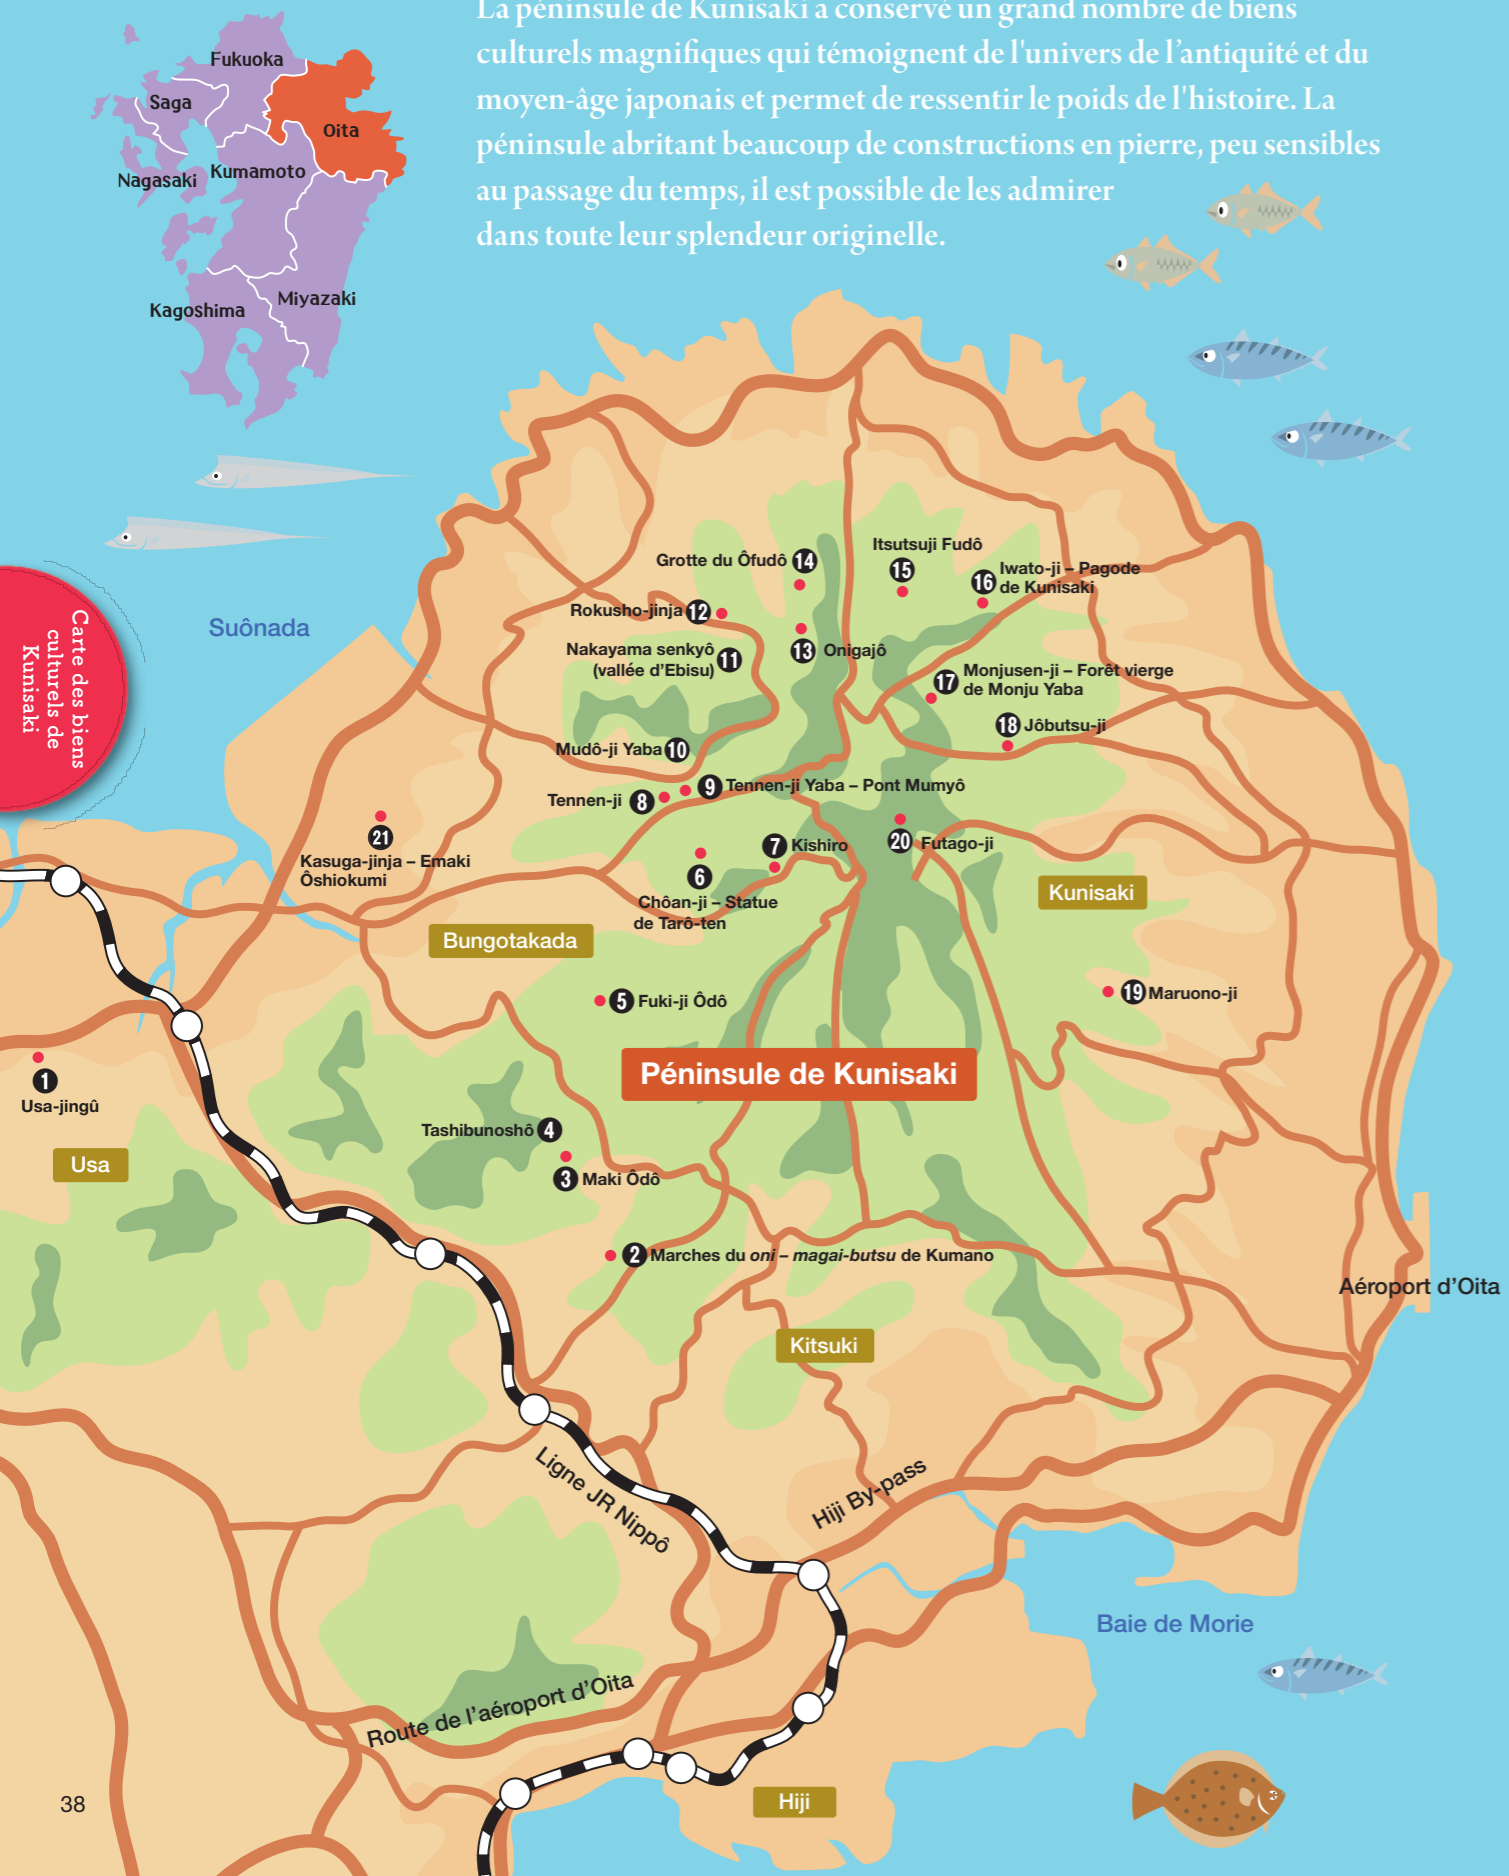 La péninsule de Kunisaki a conservé un grand nombre de biens
culturels magnifiques qui témoignent de l'univers de l’antiquité et du
moyen-âge japonais et permet de ressentir le poids de l'histoire. La
péninsule abritant beaucoup de constructions en pierre, peu sensibles
au passage du temps, il est possible de les admirer
dans toute leur splendeur originelle.
Fukuoka
Saga
Oita
Nagasaki
Kumamoto
Kagoshima
Miyazaki
Carte des biens
culturels de
Kunisaki
Suônada
Grotte du Ôfudô 14
Itsutsuji Fudô
15
16 Iwato-ji – Pagode
de Kunisaki
Rokusho-jinja 12
Nakayama senkyô
(vallée d’Ebisu) 11
13 Onigajô
17 Monjusen-ji – Forêt vierge
de Monju Yaba
18 Jôbutsu-ji
Mudô-ji Yaba 10
9 Tennen-ji Yaba – Pont Mumyô
Tennen-ji 8
21
Kasuga-jinja – Emaki
Ôshiokumi
7 Kishiro
20 Futago-ji
6
Chôan-ji – Statue
de Tarô-ten
Kunisaki
Bungotakada
5 Fuki-ji Ôdô
19 Maruono-ji
Péninsule de Kunisaki
1
Usa-jingû
Usa
Tashibunoshô 4
3 Maki Ôdô
2 Marches du oni – magai-butsu de Kumano
Aéroport d’Oita
Kitsuki
Ligne JR Nippô
Hiji By-pass
Baie de Morie
Route de l’aéroport d’Oita
Hiji
38